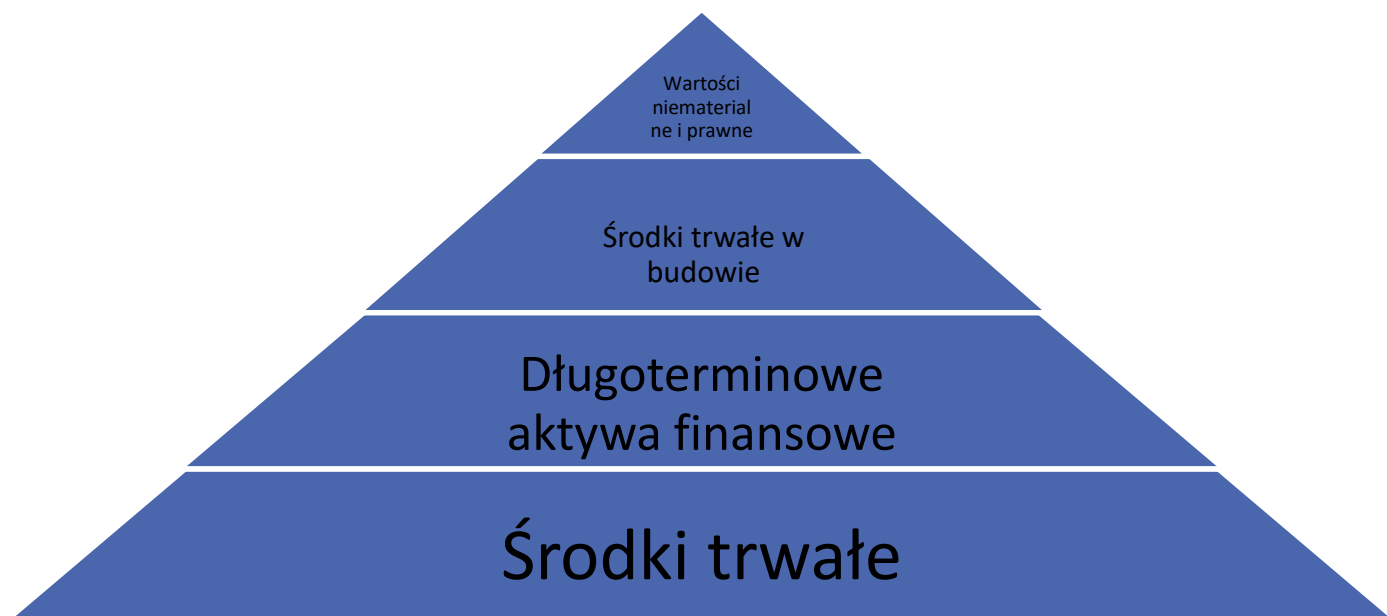 Wartości
niematerial
ne i prawne
Środki trwałe w
budowie
Długoterminowe
aktywa finansowe
Środki trwałe